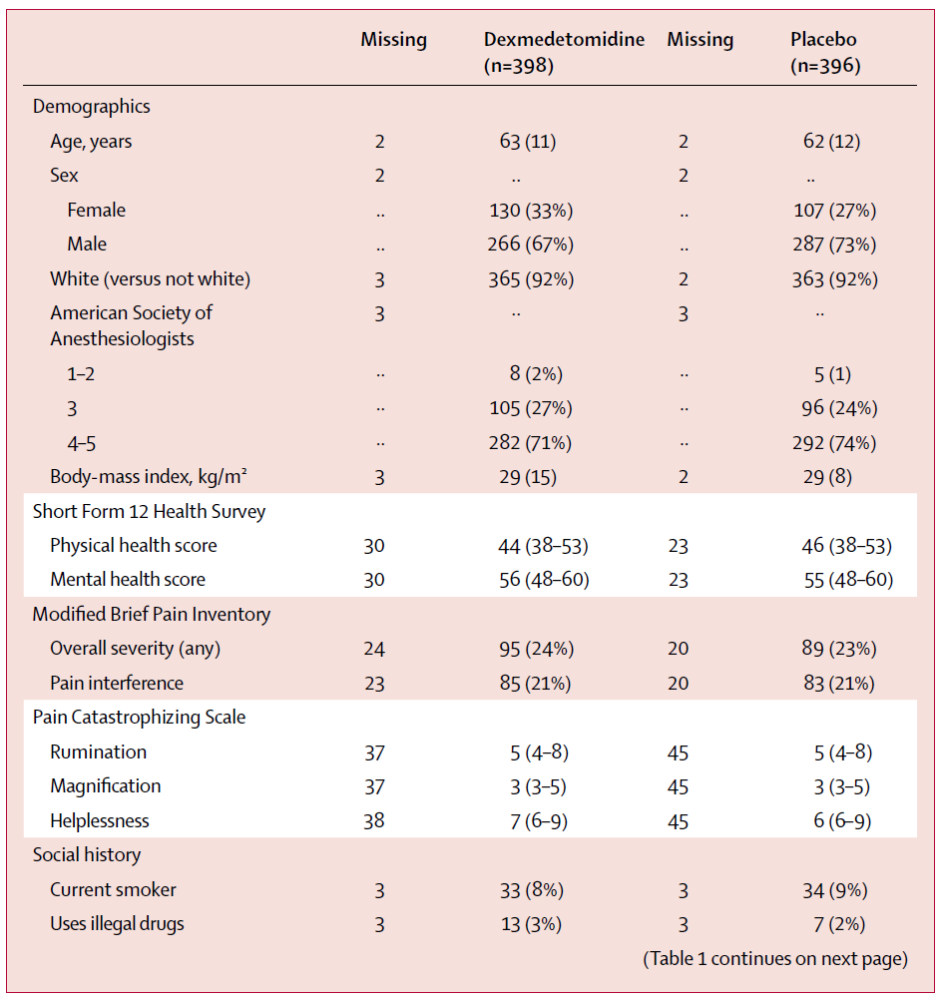 Missing Dexmedetomidine Missing Placebo
(n=398) (n=396)
Demographics
Age, years 2 63 (11) 2 62 (12)
Sex 2 ·· 2 ··
Female ·· 130 (33%) ·· 107 (27%)
Male ·· 266 (67%) ·· 287 (73%)
White (versus not white) 3 365 (92%) 2 363 (92%)
American Society of 3 ·· 3 ··
Anesthesiologists
1–2 ·· 8 (2%) ·· 5 (1)
3 ·· 105 (27%) ·· 96 (24%)
4–5 ·· 282 (71%) ·· 292 (74%)
Body-mass index, kg/m² 3 29 (15) 2 29 (8)
Short Form 12 Health Survey
Physical health score 30 44 (38–53) 23 46 (38–53)
Mental health score 30 56 (48–60) 23 55 (48–60)
Modified Brief Pain Inventory
Overall severity (any) 24 95 (24%) 20 89 (23%)
Pain interference 23 85 (21%) 20 83 (21%)
Pain Catastrophizing Scale
Rumination 37 5 (4–8) 45 5 (4–8)
Magnification 37 3 (3–5) 45 3 (3–5)
Helplessness 38 7 (6–9) 45 6 (6–9)
Social history
Current smoker 3 33 (8%) 3 34 (9%)
Uses illegal drugs 3 13 (3%) 3 7 (2%)
(Table 1 continues on next page)